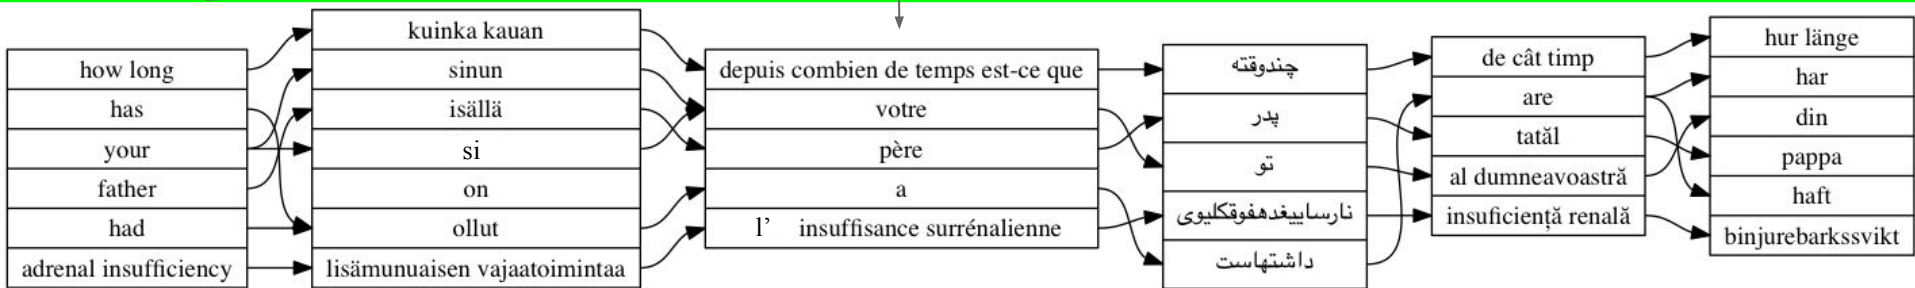 how long
has
your
father
had
adrenal insufficiency
kuinka kauan
sinun
isällä
si
on
ollut
lisämunuaisen vajaatoimintaa
depuis combien de temps est-ce que
votre
père
a
l’ insuffisance surrénalienne
چندوقته
پدر
تو
نارساییغدهفوقکلیوی
داشتهاست
de cât timp
are
tatăl
al dumneavoastră
insuficiență renală
hur länge
har
din
pappa
haft
binjurebarkssvikt